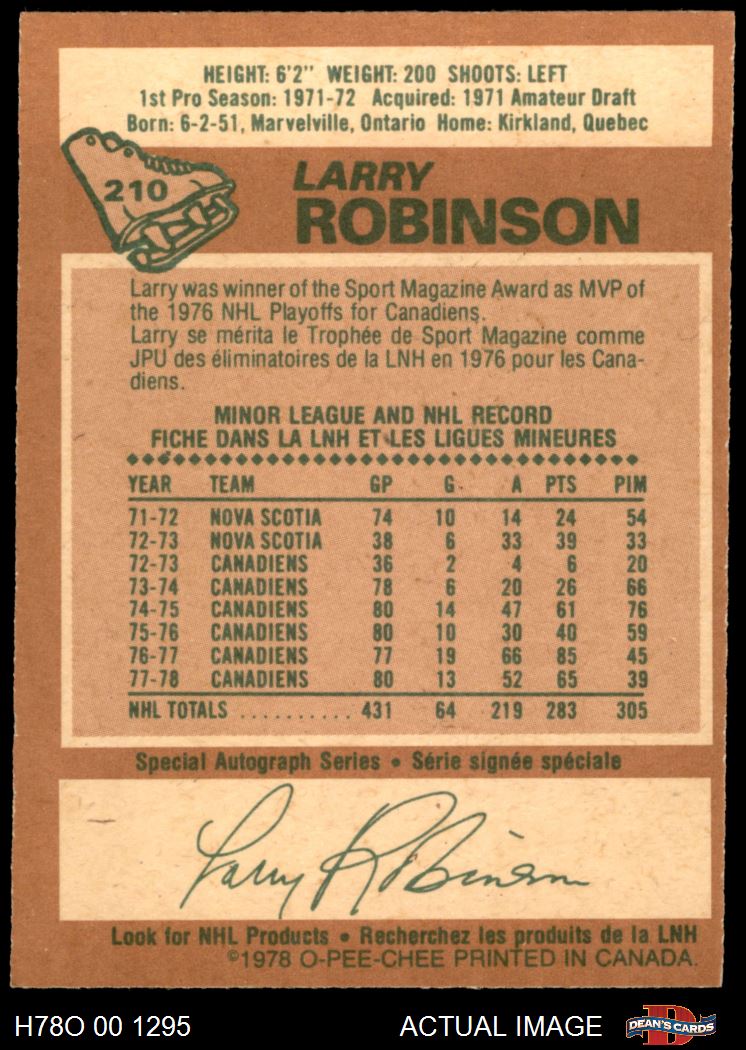 HEIGHT: 6'2" WEIGHT: 200 SHOOTS: LEFT
1st Pro Season: 1971-72 Acquired: 1971 Amateur Draft
Born: 6-2-51, Marvelville, Ontario Home: Kirkland, Quebec
210
LARRY
ROBINSON
Larry was winner of the Sport Magazine Award as MVP of
the 1976 NHL Playoffs for Canadiens.
Larry se mérita le Trophée de Sport Magazine comme
JPU des éliminatoires de la LNH en 1976 pour les Cana-
diens.
MINOR LEAGUE AND NHL RECORD
FICHE DANS LA LNH ET LES LIGUES MINEURES
YEAR TEAM GP G A PTS PIM
71-72 NOVA SCOTIA 74 10 14 24 54
72-73 NOVA SCOTIA 38 6 33 39 33
72-73 CANADIENS 36 2 4 6 20
73-74 CANADIENS 78 6 20 26 66
74-75 CANADIENS 80 14 47 61 76
75-76 CANADIENS 80 10 30 40 59
76-77 CANADIENS 77 19 66 85 45
77-78 CANADIENS 80 13 52 65 39
NHL TOTALS .......... 431 64 219 283 305
Special Autograph Series • Série signée spéciale
Larry Robinson
Look for NHL Products • Recherchez les produits de la LNH
©1978 O-PEE-CHEE PRINTED IN CANADA.
H78O 00 1295 ACTUAL IMAGE D DEAN'S CARDS